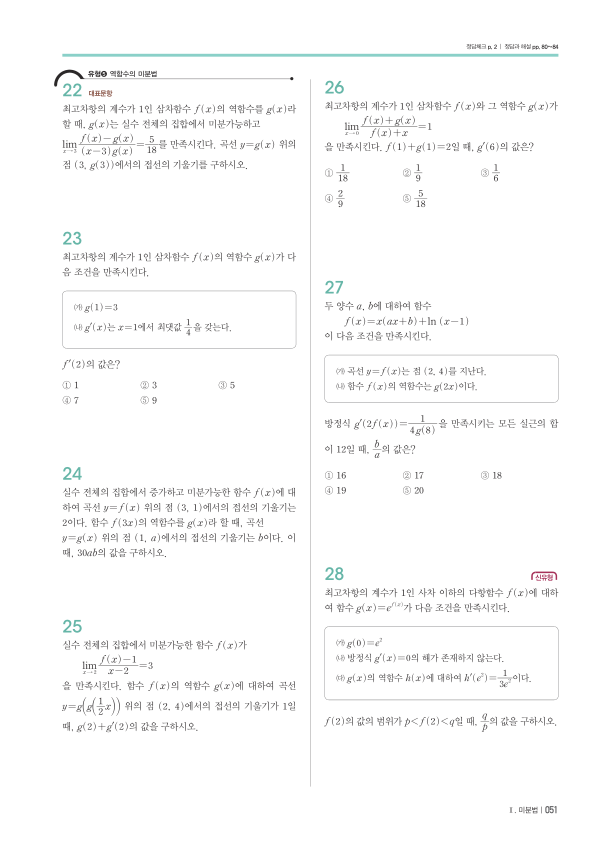 정답체크 p. 2 | 정답과 해설 pp. 80~84
유형❺ 역함수의 미분법
22 대표문항
최고차항의 계수가 1인 삼차함수 f(x)의 역함수를 g(x)라
할 때, g(x)는 실수 전체의 집합에서 미분가능하고
lim_{x→3} (f(x)-g(x))/((x-3)g(x)) = 5/18를 만족시킨다. 곡선 y=g(x) 위의
점 (3, g(3))에서의 접선의 기울기를 구하시오.
23
최고차항의 계수가 1인 삼차함수 f(x)의 역함수 g(x)가 다
음 조건을 만족시킨다.
㈎ g(1)=3
㈏ g′(x)는 x=1에서 최댓값 1/4을 갖는다.
f′(2)의 값은?
① 1 ② 3 ③ 5
④ 7 ⑤ 9
24
실수 전체의 집합에서 증가하고 미분가능한 함수 f(x)에 대
하여 곡선 y=f(x) 위의 점 (3, 1)에서의 접선의 기울기는
2이다. 함수 f(3x)의 역함수를 g(x)라 할 때, 곡선
y=g(x) 위의 점 (1, a)에서의 접선의 기울기는 b이다. 이
때, 30ab의 값을 구하시오.
25
실수 전체의 집합에서 미분가능한 함수 f(x)가
lim_{x→2} (f(x)-1)/(x-2) = 3
을 만족시킨다. 함수 f(x)의 역함수 g(x)에 대하여 곡선
y=g(g(1/2 x)) 위의 점 (2, 4)에서의 접선의 기울기가 1일
때, g(2)+g′(2)의 값을 구하시오.
26
최고차항의 계수가 1인 삼차함수 f(x)와 그 역함수 g(x)가
lim_{x→0} (f(x)+g(x))/(f(x)+x) = 1
을 만족시킨다. f(1)+g(1)=2일 때, g′(6)의 값은?
① 1/18 ② 1/9 ③ 1/6
④ 2/9 ⑤ 5/18
27
두 양수 a, b에 대하여 함수
f(x)=x(ax+b)+ln (x-1)
이 다음 조건을 만족시킨다.
㈎ 곡선 y=f(x)는 점 (2, 4)를 지난다.
㈏ 함수 f(x)의 역함수는 g(2x)이다.
방정식 g′(2f(x))= 1/(4g(8))을 만족시키는 모든 실근의 합
이 12일 때, b/a의 값은?
① 16 ② 17 ③ 18
④ 19 ⑤ 20
28 신유형
최고차항의 계수가 1인 사차 이하의 다항함수 f(x)에 대하
여 함수 g(x)=e^{f(x)}가 다음 조건을 만족시킨다.
㈎ g(0)=e²
㈏ 방정식 g′(x)=0의 해가 존재하지 않는다.
㈐ g(x)의 역함수 h(x)에 대하여 h′(e²)= 1/(3e²)이다.
f(2)의 값의 범위가 p<f(2)<q일 때, q/p의 값을 구하시오.
Ⅱ. 미분법 | 051